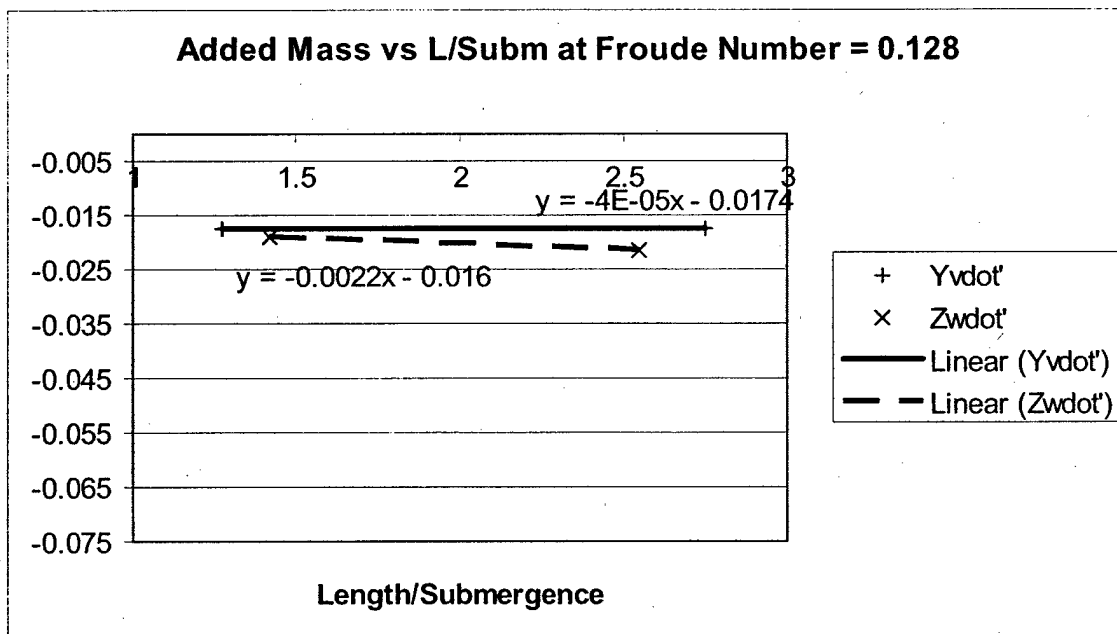 Added Mass vs L/Subm at Froude Number = 0.128
-0.005
1 1.5 2 2.5 3
y = -4E-05x - 0.0174
-0.015
-0.025
y = -0.0022x - 0.016
-0.035
-0.045
-0.055
-0.065
-0.075
Length/Submergence
Yvdot'
Zwdot'
Linear (Yvdot')
Linear (Zwdot')